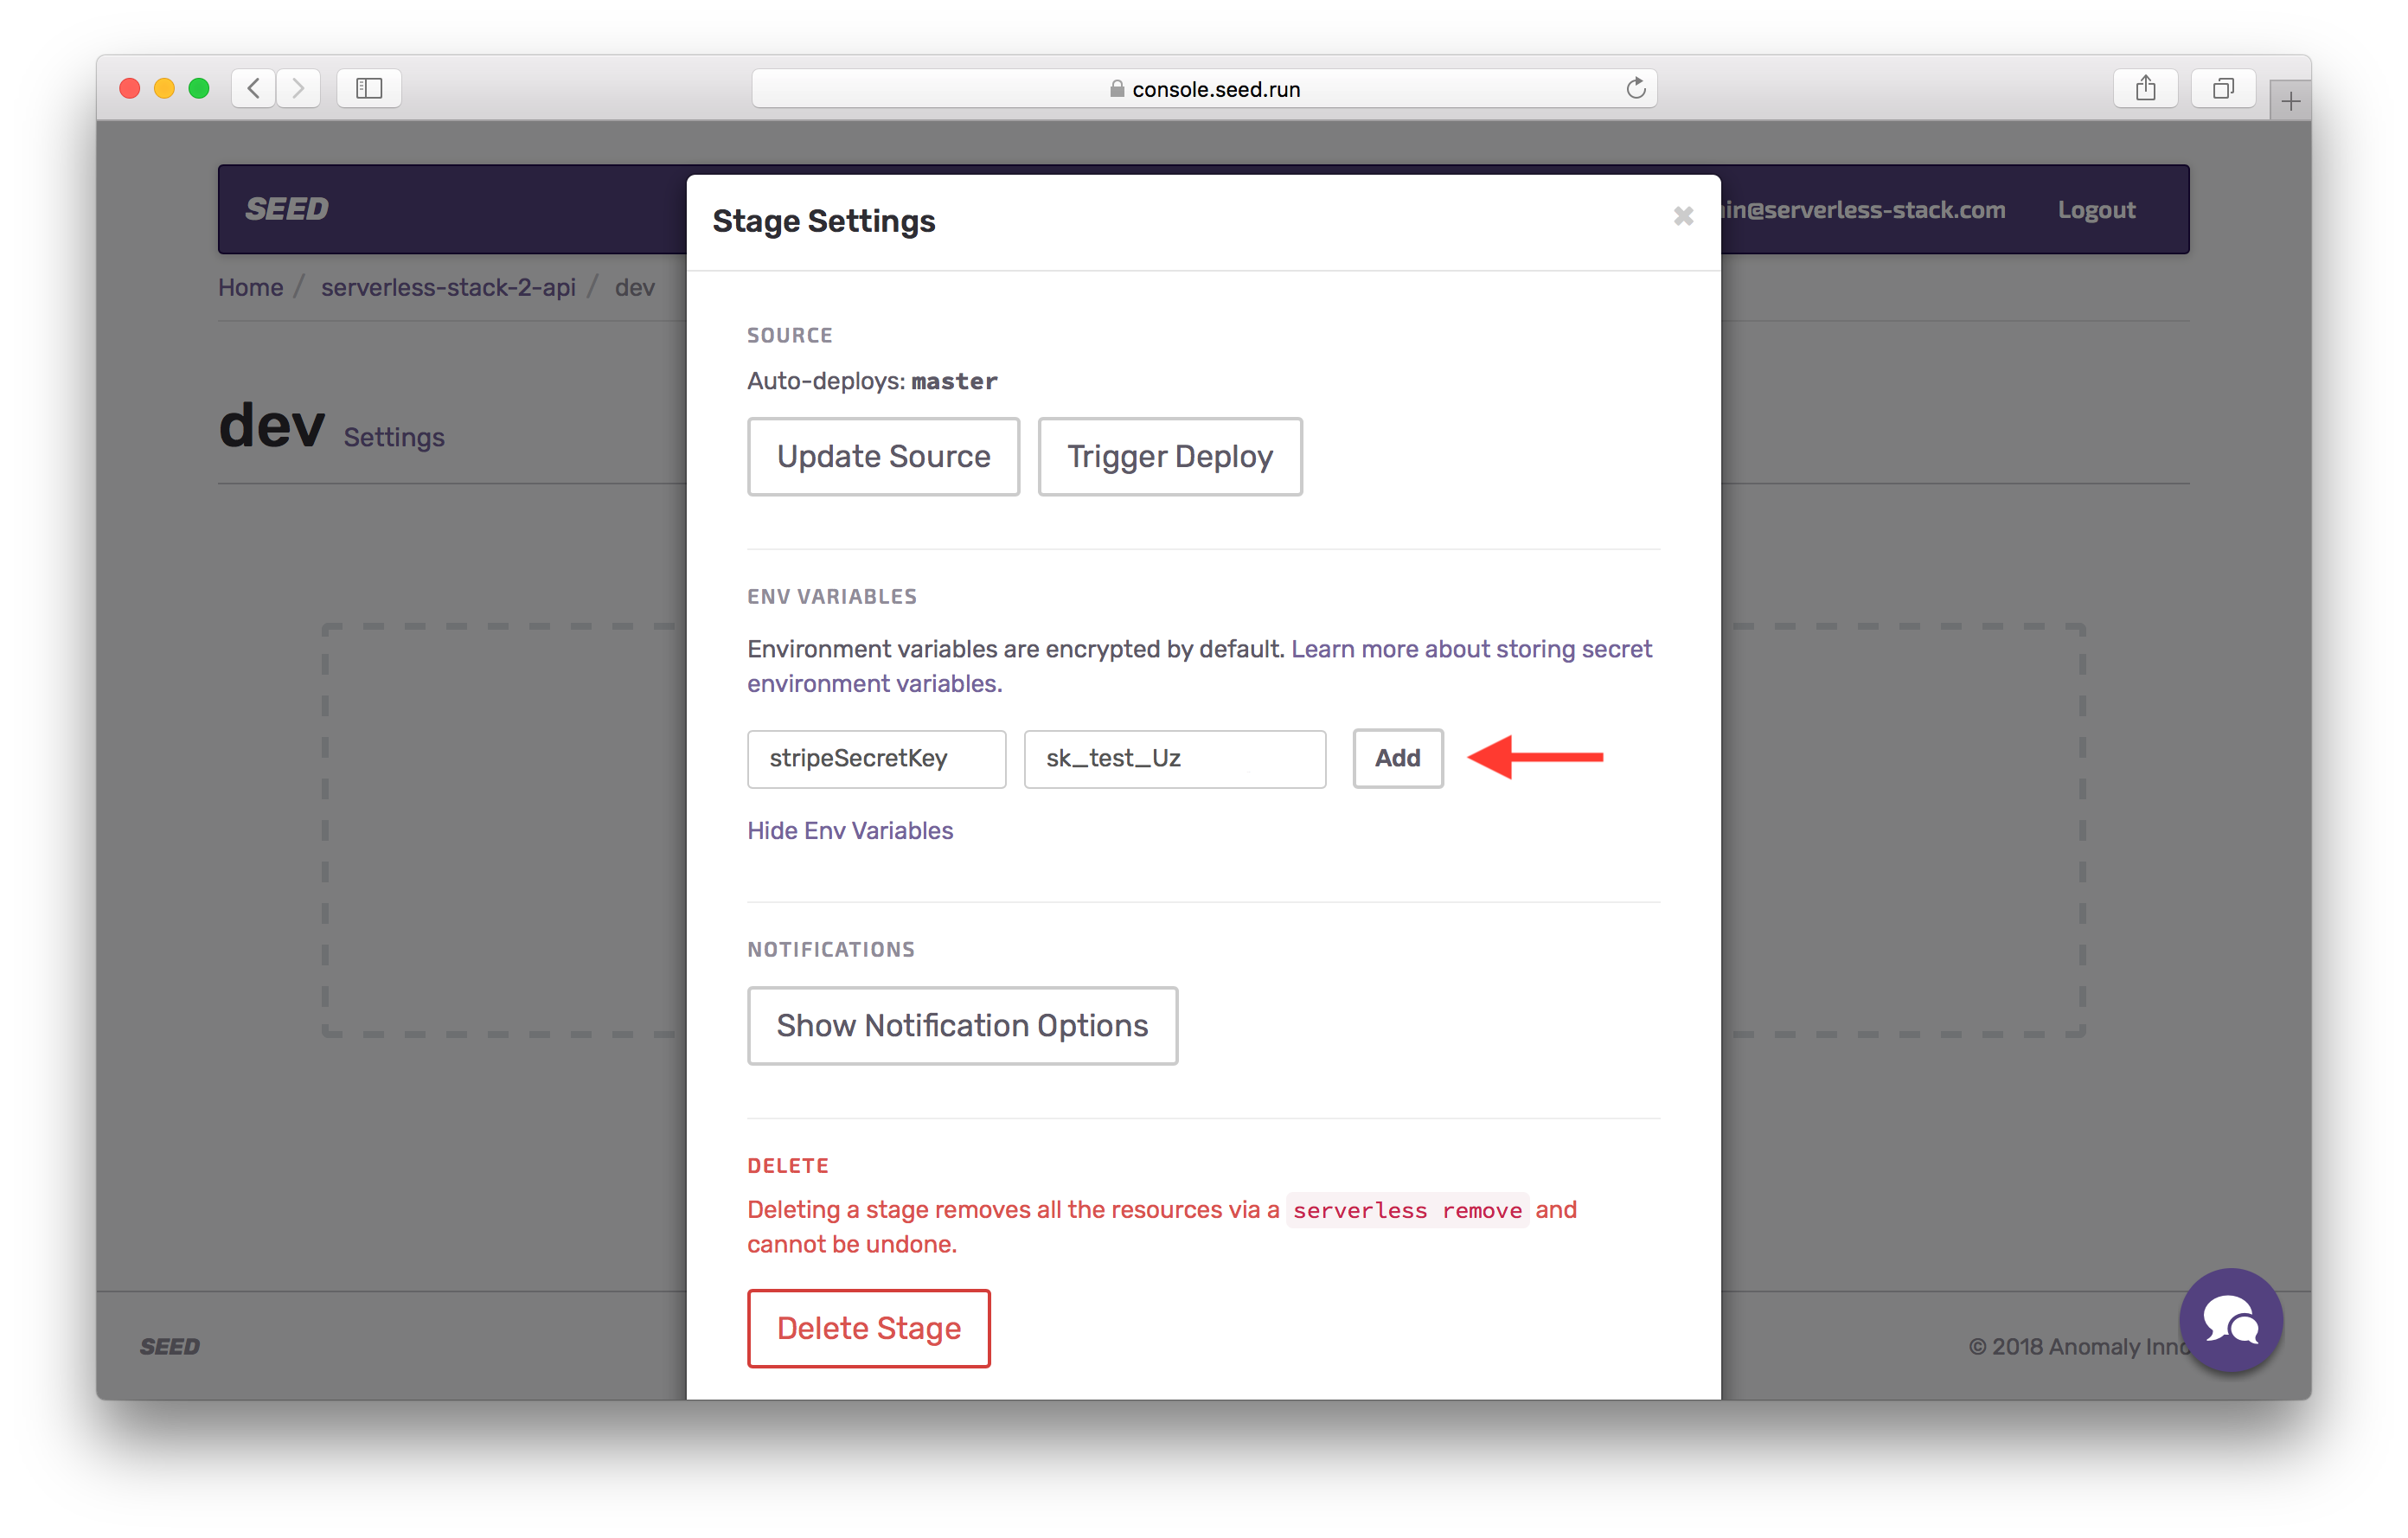 console.seed.run
SEED
in@serverless-stack.com Logout
Home / serverless-stack-2-api / dev
dev Settings
Stage Settings
SOURCE
Auto-deploys: master
Update Source Trigger Deploy
ENV VARIABLES
Environment variables are encrypted by default. Learn more about storing secret
environment variables.
stripeSecretKey sk_test_Uz Add
Hide Env Variables
NOTIFICATIONS
Show Notification Options
DELETE
Deleting a stage removes all the resources via a serverless remove and
cannot be undone.
Delete Stage
SEED
© 2018 Anomaly Inno